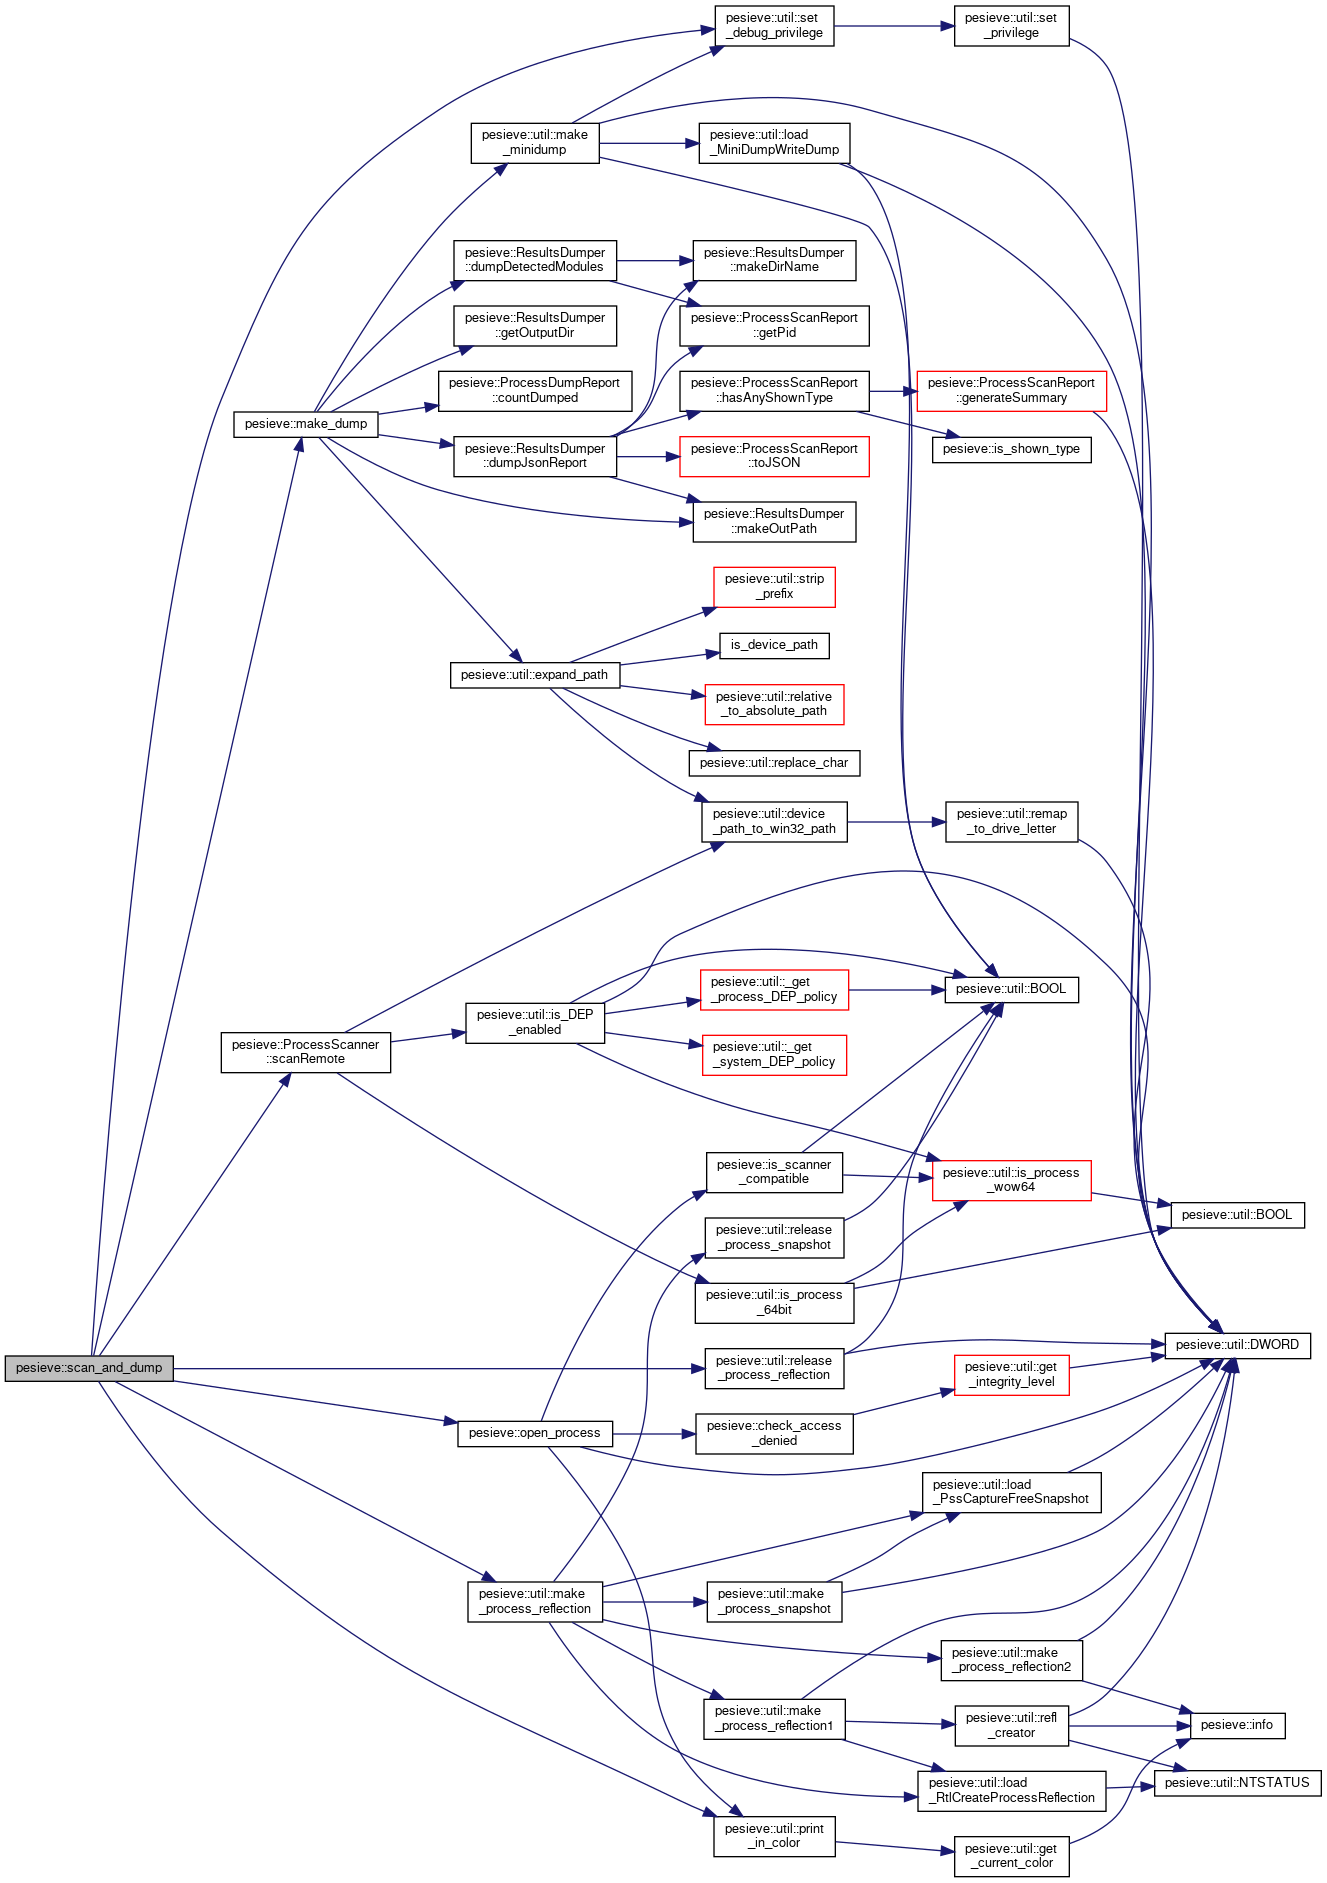 pesieve::util::set
_debug_privilege
pesieve::util::set
_privilege
pesieve::util::make
_minidump
pesieve::util::load
_MiniDumpWriteDump
pesieve::ResultsDumper
::dumpDetectedModules
pesieve::ResultsDumper
::makeDirName
pesieve::ResultsDumper
::getOutputDir
pesieve::ProcessScanReport
::getPid
pesieve::ProcessDumpReport
::countDumped
pesieve::ProcessScanReport
::hasAnyShownType
pesieve::ProcessScanReport
::generateSummary
pesieve::make_dump
pesieve::ResultsDumper
::dumpJsonReport
pesieve::ProcessScanReport
::toJSON
pesieve::is_shown_type
pesieve::ResultsDumper
::makeOutPath
pesieve::util::strip
_prefix
is_device_path
pesieve::util::expand_path
pesieve::util::relative
_to_absolute_path
pesieve::util::replace_char
pesieve::util::device
_path_to_win32_path
pesieve::util::remap
_to_drive_letter
pesieve::util::_get
_process_DEP_policy
pesieve::util::BOOL
pesieve::util::is_DEP
_enabled
pesieve::ProcessScanner
::scanRemote
pesieve::util::_get
_system_DEP_policy
pesieve::is_scanner
_compatible
pesieve::util::is_process
_wow64
pesieve::util::BOOL
pesieve::util::release
_process_snapshot
pesieve::util::is_process
_64bit
pesieve::util::DWORD
pesieve::scan_and_dump
pesieve::util::release
_process_reflection
pesieve::util::get
_integrity_level
pesieve::open_process
pesieve::check_access
_denied
pesieve::util::load
_PssCaptureFreeSnapshot
pesieve::util::make
_process_reflection
pesieve::util::make
_process_snapshot
pesieve::util::make
_process_reflection2
pesieve::util::make
_process_reflection1
pesieve::util::refl
_creator
pesieve::info
pesieve::util::load
_RtlCreateProcessReflection
pesieve::util::NTSTATUS
pesieve::util::print
_in_color
pesieve::util::get
_current_color